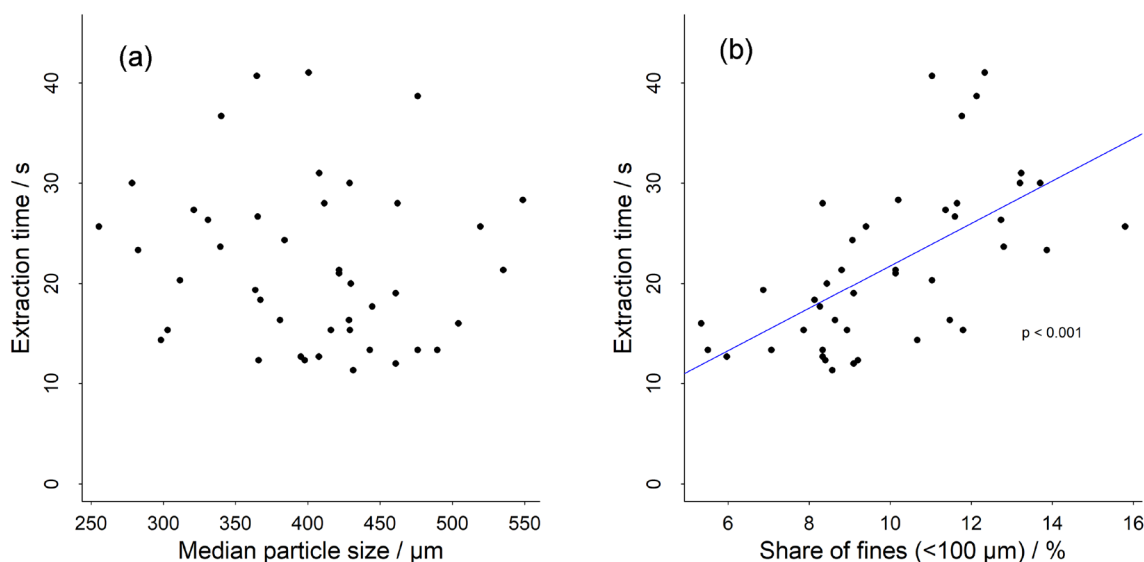 (a)
Extraction time / s
40
30
20
10
0
250 300 350 400 450 500 550
Median particle size / µm
(b)
Extraction time / s
40
30
20
10
0
p < 0.001
6 8 10 12 14 16
Share of fines (<100 µm) / %